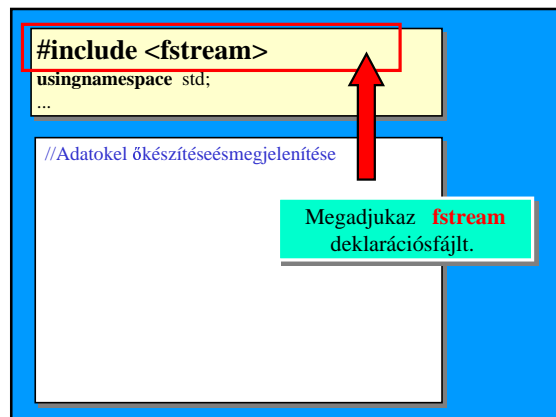 #include <fstream>
usingnamespace std;
...
//Adatokel őkészítéseésmegjelenítése
Megadjukaz fstream
deklarációsfájlt.